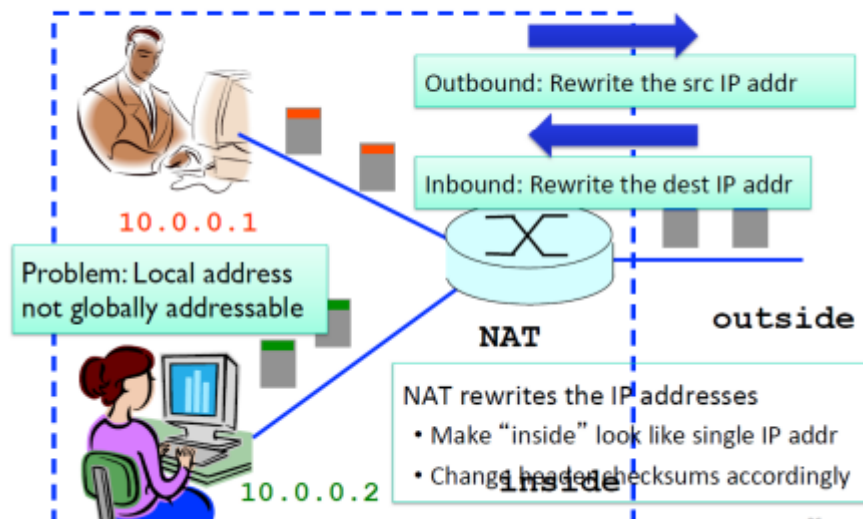 Outbound: Rewrite the src IP addr
Inbound: Rewrite the dest IP addr
10.0.0.1
Problem: Local address
not globally addressable
NAT
outside
NAT rewrites the IP addresses
• Make “inside” look like single IP addr
• Change header checksums accordingly
inside
10.0.0.2